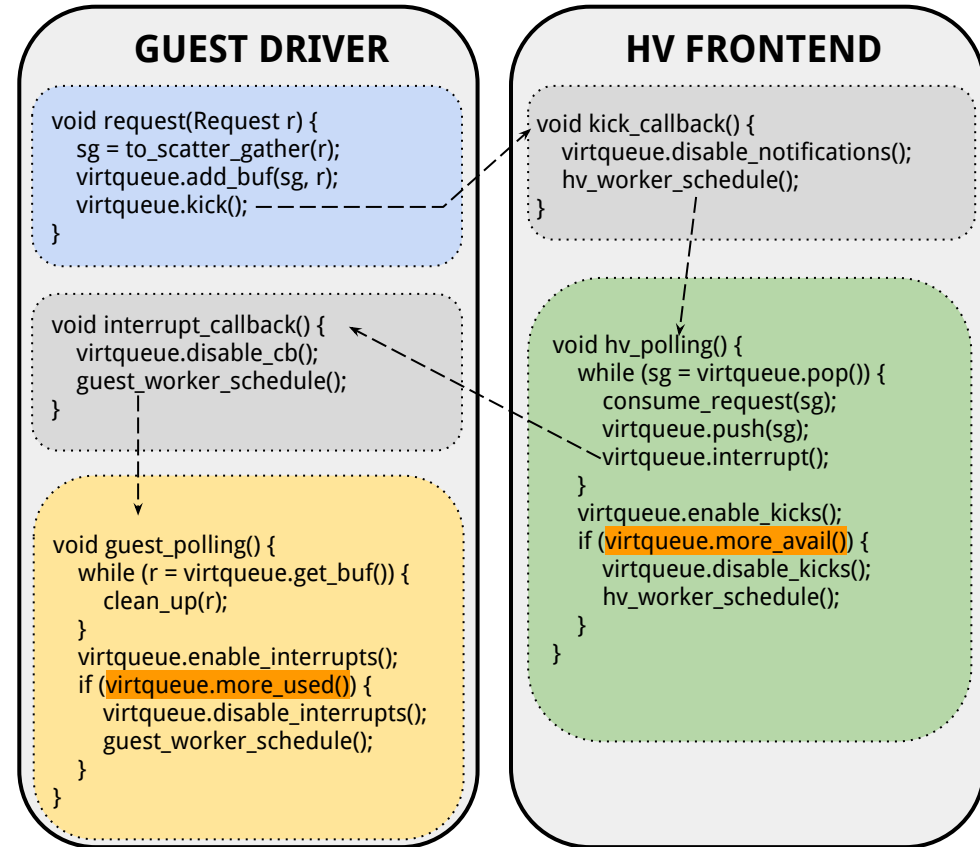 GUEST DRIVER
void request(Request r) {
sg = to_scatter_gather(r);
virtqueue.add_buf(sg, r);
virtqueue.kick();
}
void interrupt_callback() {
virtqueue.disable_cb();
guest_worker_schedule();
}
void guest_polling() {
while (r = virtqueue.get_buf()) {
clean_up(r);
}
virtqueue.enable_interrupts();
if (virtqueue.more_used()) {
virtqueue.disable_interrupts();
guest_worker_schedule();
}
}
HV FRONTEND
void kick_callback() {
virtqueue.disable_notifications();
hv_worker_schedule();
}
void hv_polling() {
while (sg = virtqueue.pop()) {
consume_request(sg);
virtqueue.push(sg);
virtqueue.interrupt();
}
virtqueue.enable_kicks();
if (virtqueue.more_avail()) {
virtqueue.disable_kicks();
hv_worker_schedule();
}
}